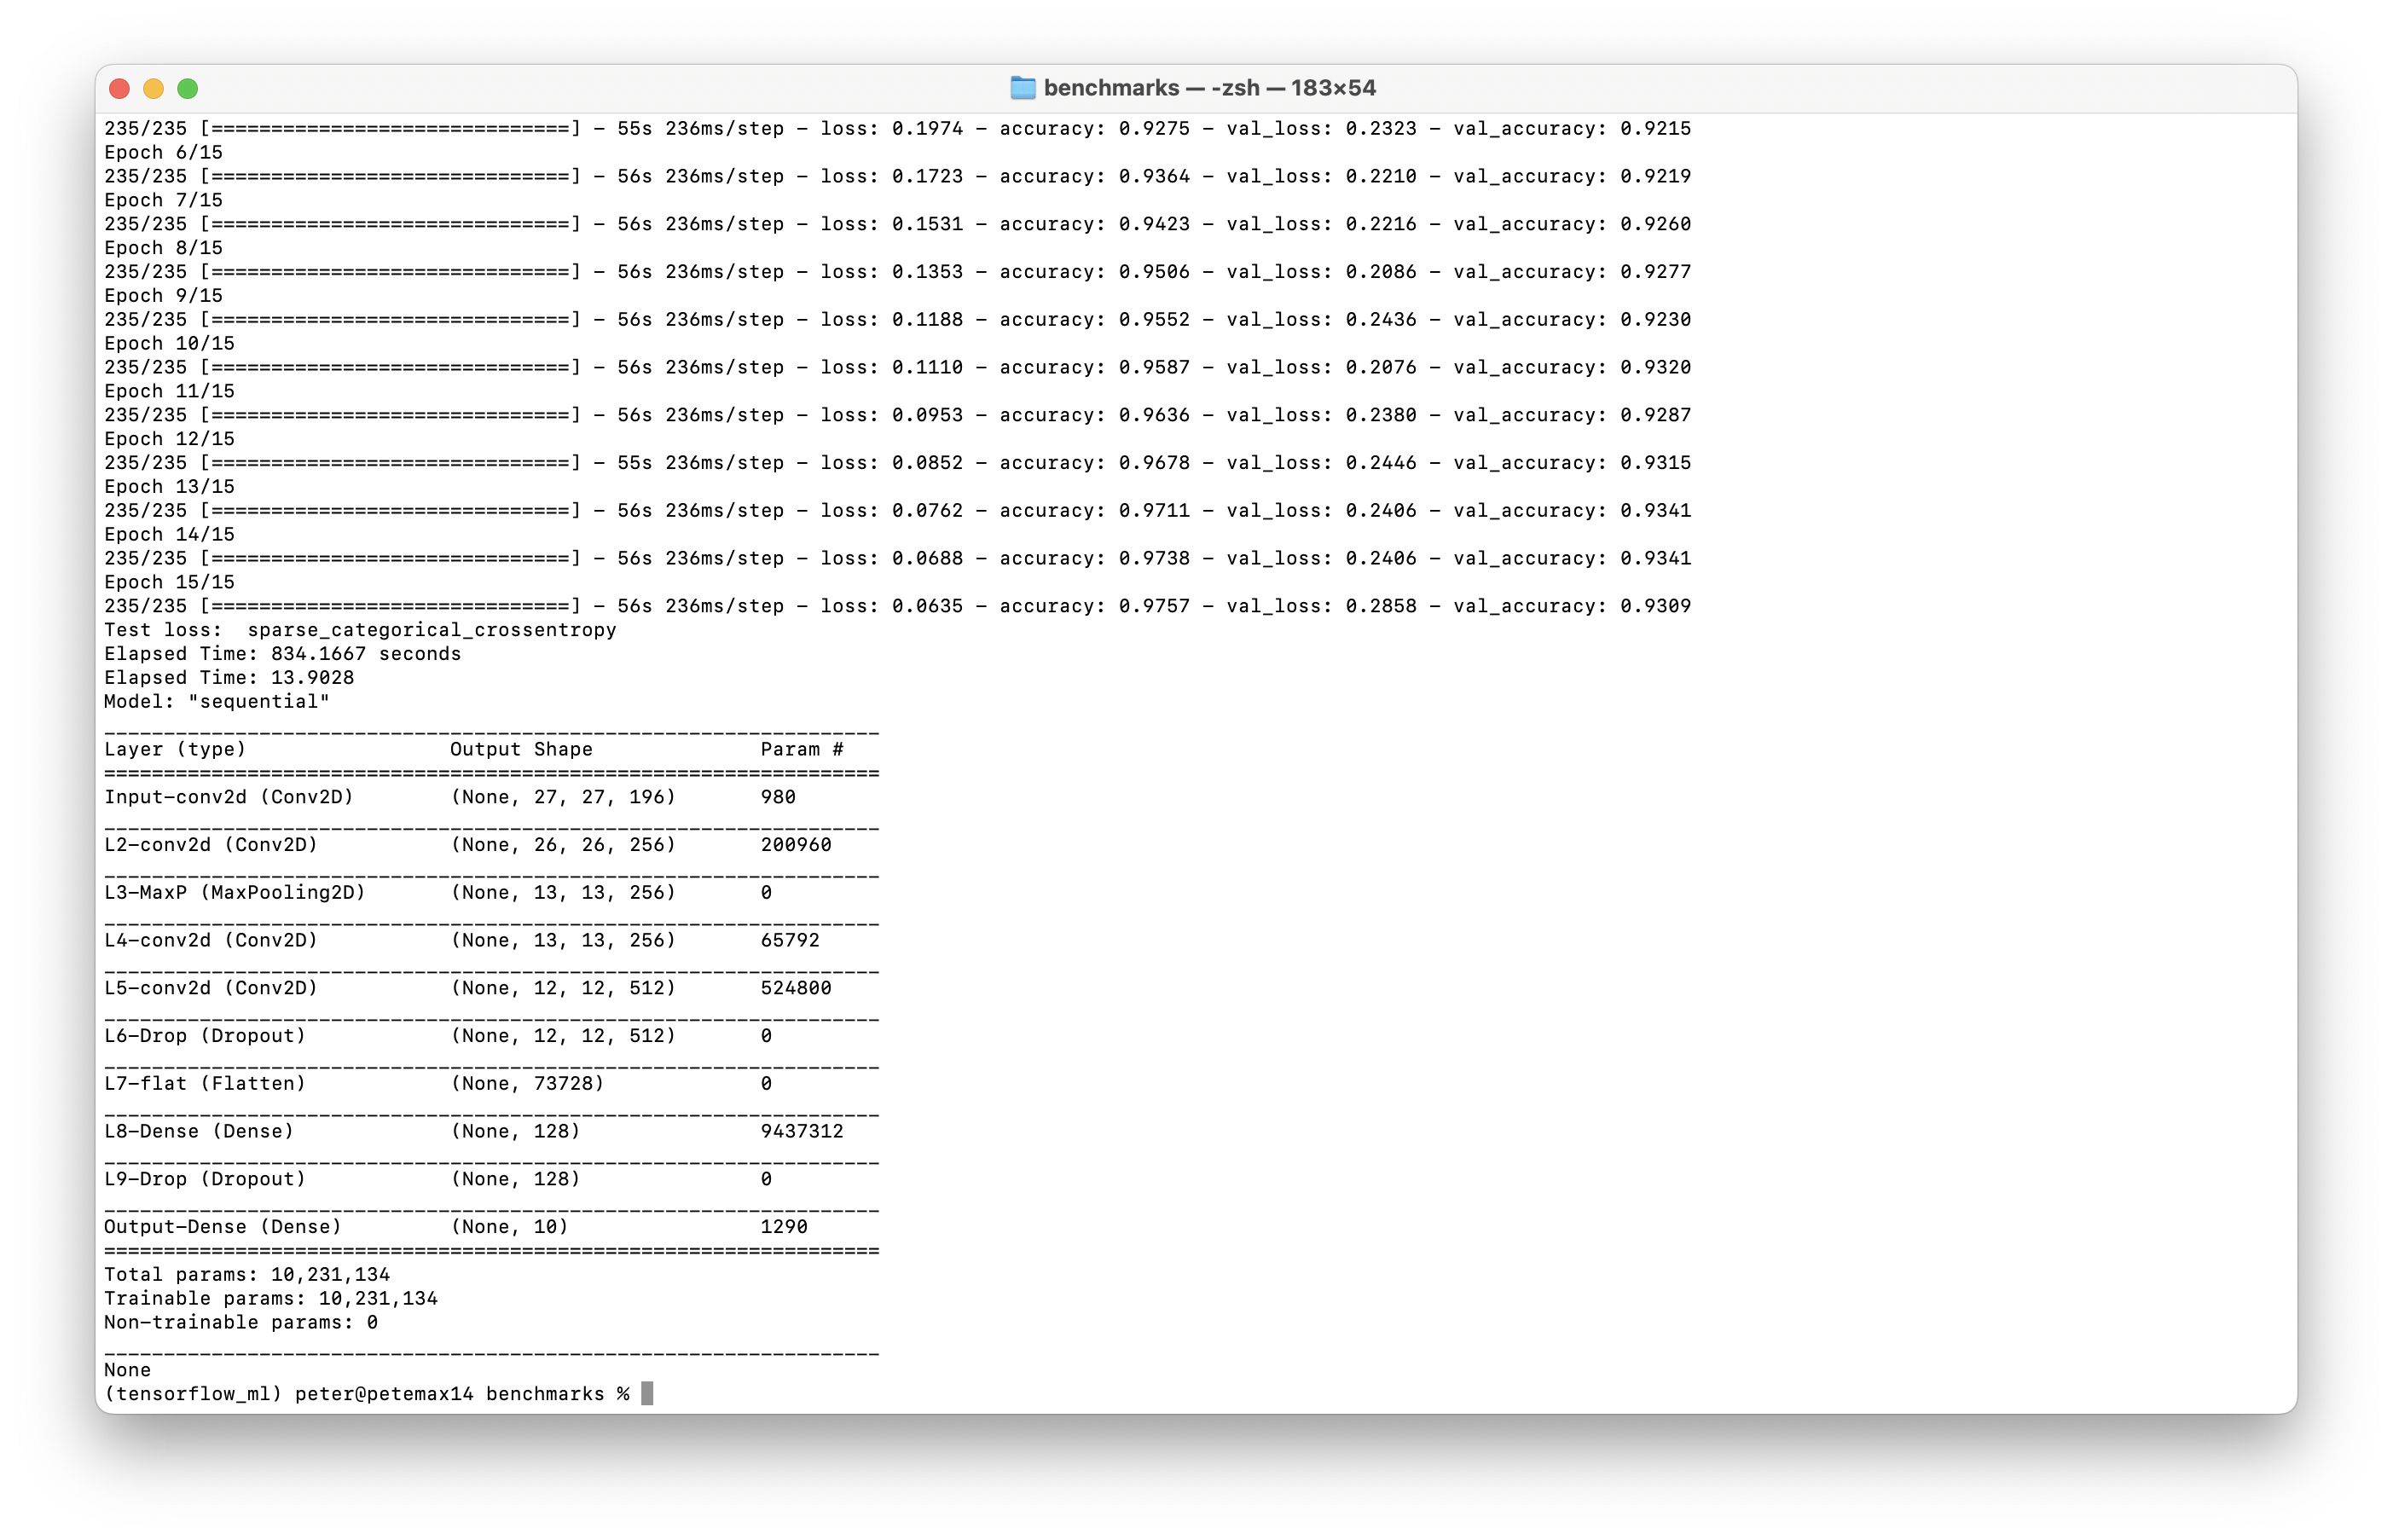 benchmarks — -zsh — 183×54
235/235 [==============================] - 55s 236ms/step - loss: 0.1974 - accuracy: 0.9275 - val_loss: 0.2323 - val_accuracy: 0.9215
Epoch 6/15
235/235 [==============================] - 56s 236ms/step - loss: 0.1723 - accuracy: 0.9364 - val_loss: 0.2210 - val_accuracy: 0.9219
Epoch 7/15
235/235 [==============================] - 56s 236ms/step - loss: 0.1531 - accuracy: 0.9423 - val_loss: 0.2216 - val_accuracy: 0.9260
Epoch 8/15
235/235 [==============================] - 56s 236ms/step - loss: 0.1353 - accuracy: 0.9506 - val_loss: 0.2086 - val_accuracy: 0.9277
Epoch 9/15
235/235 [==============================] - 56s 236ms/step - loss: 0.1188 - accuracy: 0.9552 - val_loss: 0.2436 - val_accuracy: 0.9230
Epoch 10/15
235/235 [==============================] - 56s 236ms/step - loss: 0.1110 - accuracy: 0.9587 - val_loss: 0.2076 - val_accuracy: 0.9320
Epoch 11/15
235/235 [==============================] - 56s 236ms/step - loss: 0.0953 - accuracy: 0.9636 - val_loss: 0.2380 - val_accuracy: 0.9287
Epoch 12/15
235/235 [==============================] - 55s 236ms/step - loss: 0.0852 - accuracy: 0.9678 - val_loss: 0.2446 - val_accuracy: 0.9315
Epoch 13/15
235/235 [==============================] - 56s 236ms/step - loss: 0.0762 - accuracy: 0.9711 - val_loss: 0.2406 - val_accuracy: 0.9341
Epoch 14/15
235/235 [==============================] - 56s 236ms/step - loss: 0.0688 - accuracy: 0.9738 - val_loss: 0.2406 - val_accuracy: 0.9341
Epoch 15/15
235/235 [==============================] - 56s 236ms/step - loss: 0.0635 - accuracy: 0.9757 - val_loss: 0.2858 - val_accuracy: 0.9309
Test loss:  sparse_categorical_crossentropy
Elapsed Time: 834.1667 seconds
Elapsed Time: 13.9028
Model: "sequential"
_________________________________________________________________
Layer (type)                 Output Shape              Param #
=================================================================
Input-conv2d (Conv2D)        (None, 27, 27, 196)       980
_________________________________________________________________
L2-conv2d (Conv2D)           (None, 26, 26, 256)       200960
_________________________________________________________________
L3-MaxP (MaxPooling2D)       (None, 13, 13, 256)       0
_________________________________________________________________
L4-conv2d (Conv2D)           (None, 13, 13, 256)       65792
_________________________________________________________________
L5-conv2d (Conv2D)           (None, 12, 12, 512)       524800
_________________________________________________________________
L6-Drop (Dropout)            (None, 12, 12, 512)       0
_________________________________________________________________
L7-flat (Flatten)            (None, 73728)             0
_________________________________________________________________
L8-Dense (Dense)             (None, 128)               9437312
_________________________________________________________________
L9-Drop (Dropout)            (None, 128)               0
_________________________________________________________________
Output-Dense (Dense)         (None, 10)                1290
=================================================================
Total params: 10,231,134
Trainable params: 10,231,134
Non-trainable params: 0
_________________________________________________________________
None
(tensorflow_ml) peter@petemax14 benchmarks %